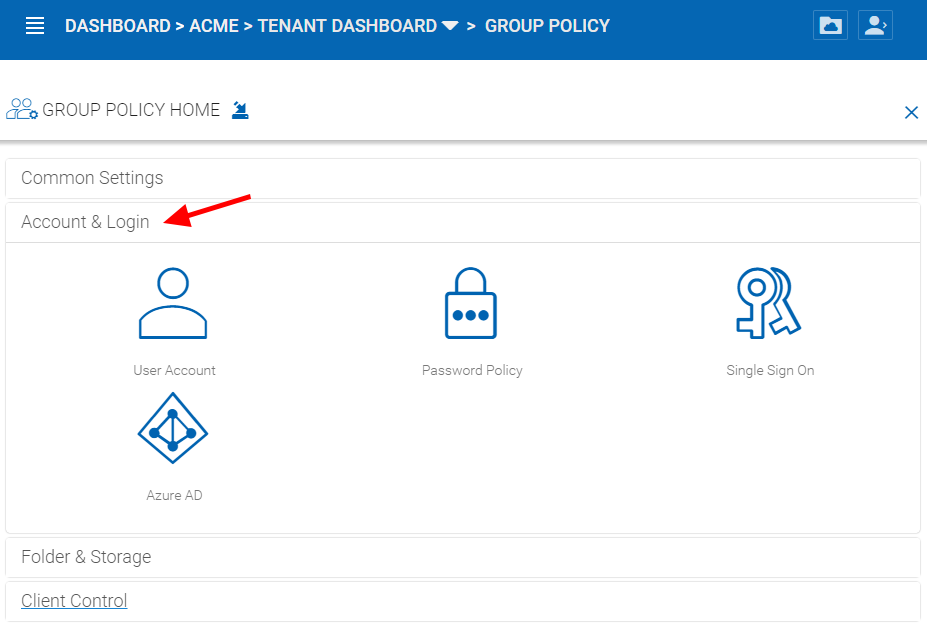 DASHBOARD > ACME > TENANT DASHBOARD > GROUP POLICY
GROUP POLICY HOME
Common Settings
Account & Login
User Account Password Policy Single Sign On
Azure AD
Folder & Storage
Client Control